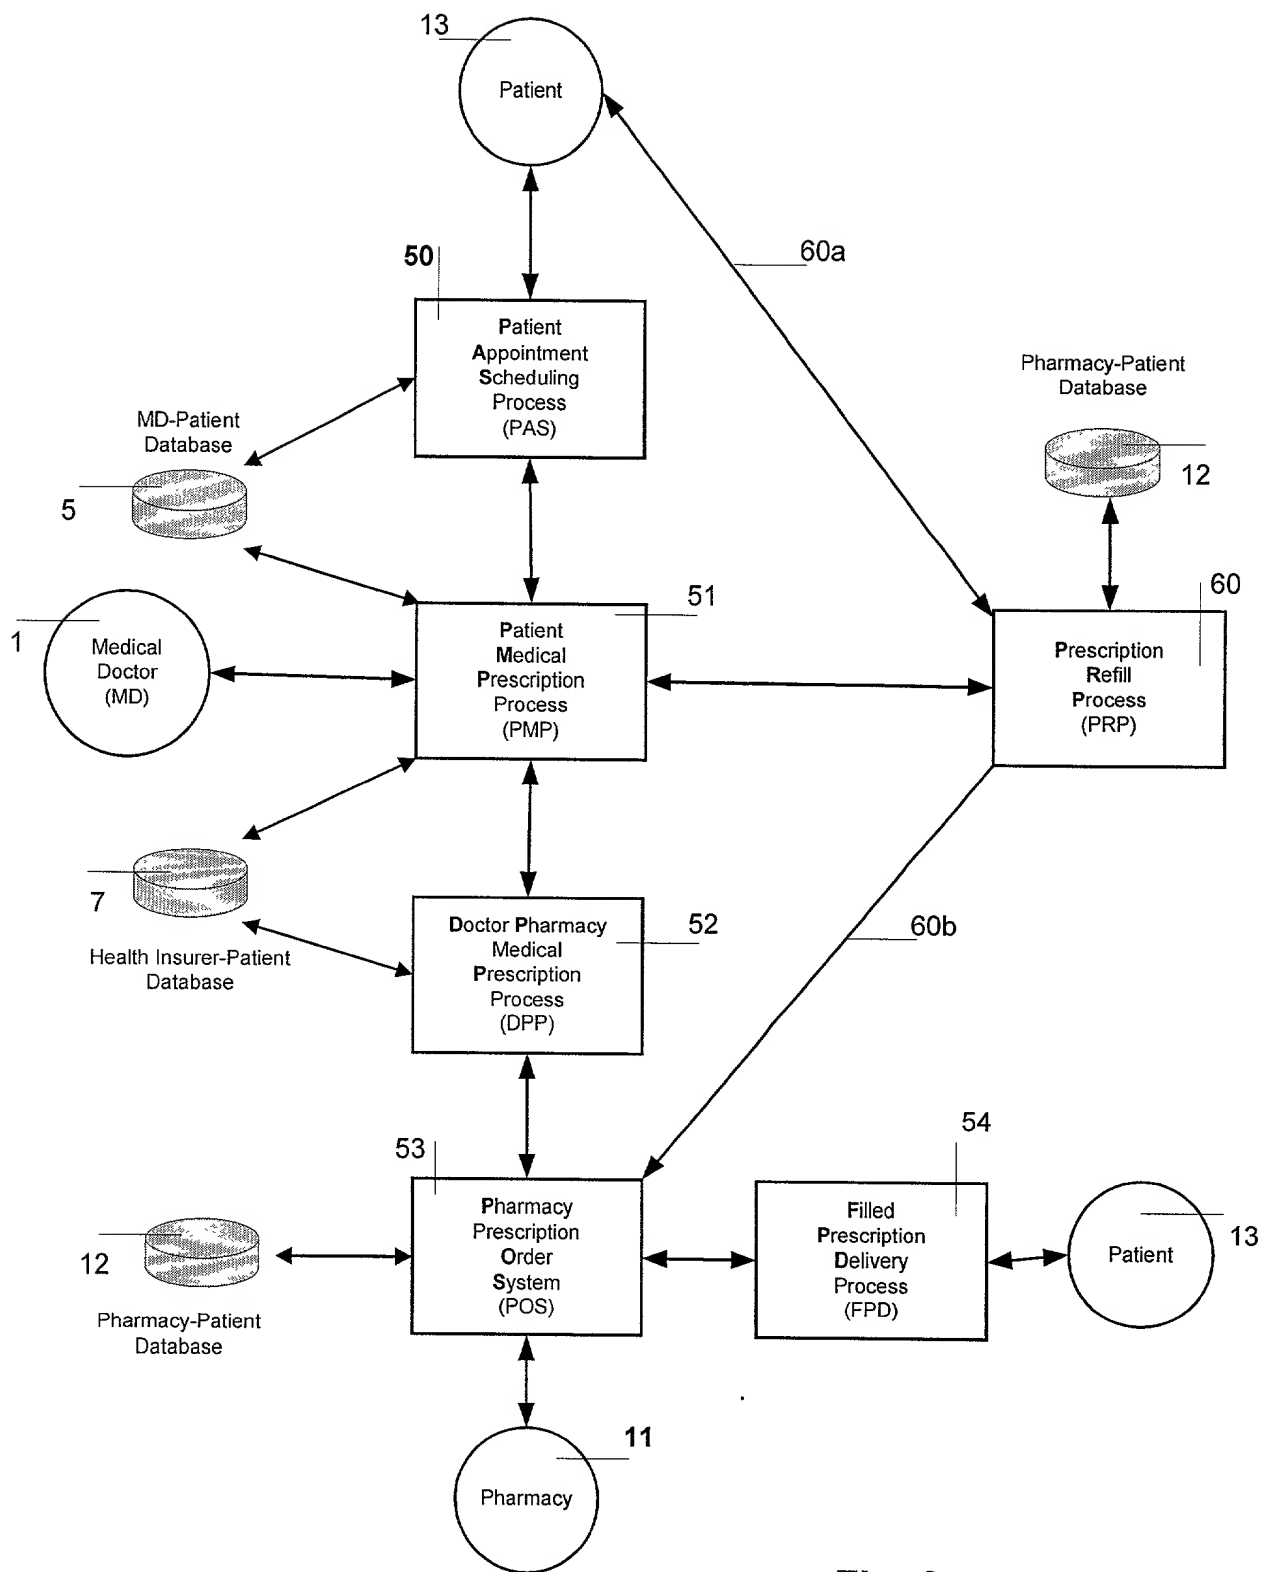 13
Patient
50
60a
Patient
Appointment
Scheduling
Process
(PAS)
Pharmacy-Patient
Database
12
MD-Patient
Database
5
51
60
1
Medical
Doctor
(MD)
Patient
Medical
Prescription
Process
(PMP)
Prescription
Refill
Process
(PRP)
7
Health Insurer-Patient
Database
52
60b
Doctor Pharmacy
Medical
Prescription
Process
(DPP)
53
54
12
Pharmacy-Patient
Database
Pharmacy
Prescription
Order
System
(POS)
Filled
Prescription
Delivery
Process
(FPD)
13
Patient
11
Pharmacy